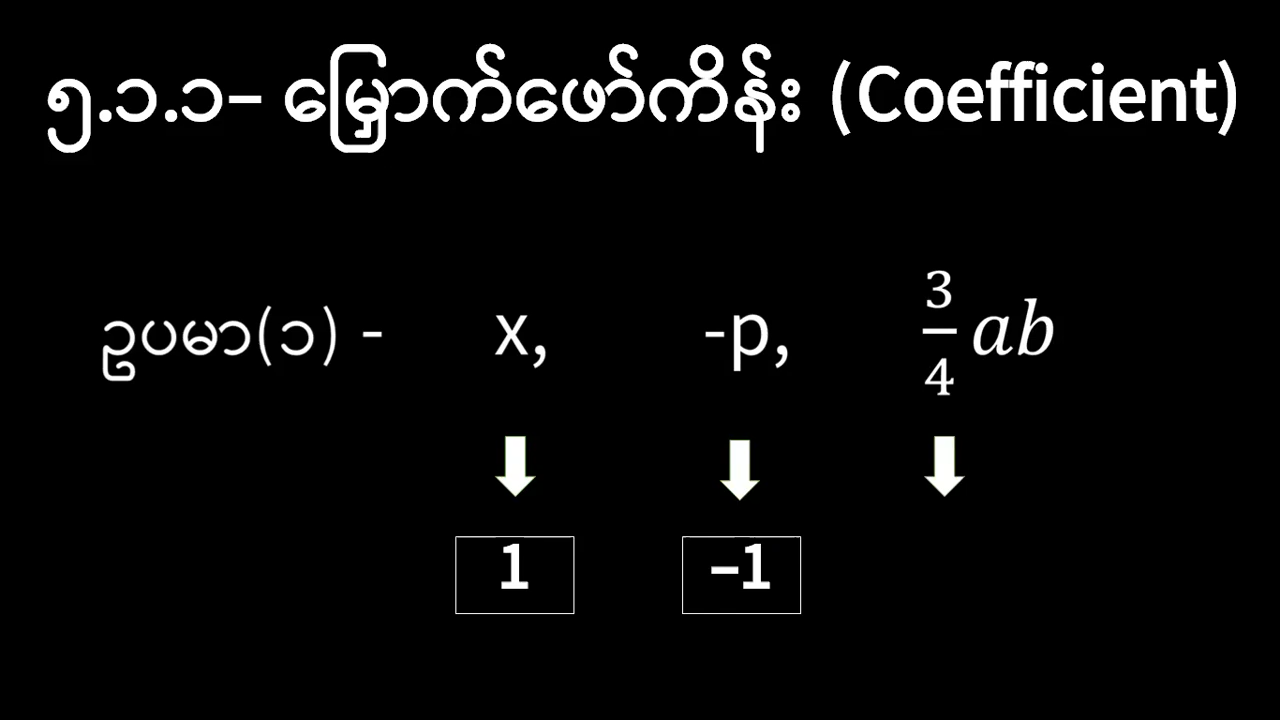 ၅.၁.၁– မြှောက်ဖော်ကိန်း (Coefficient)
ဥပမာ(၁) - x, -p, 3/4 ab
1 –1